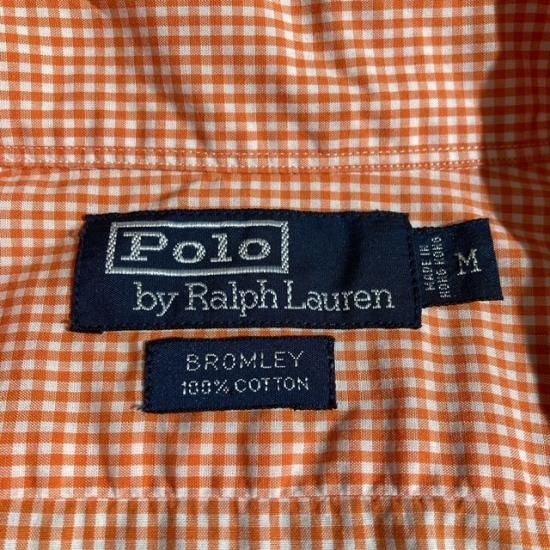 Polo
by Ralph Lauren
MADE IN
HONG KONG
M
BROMLEY
100% COTTON